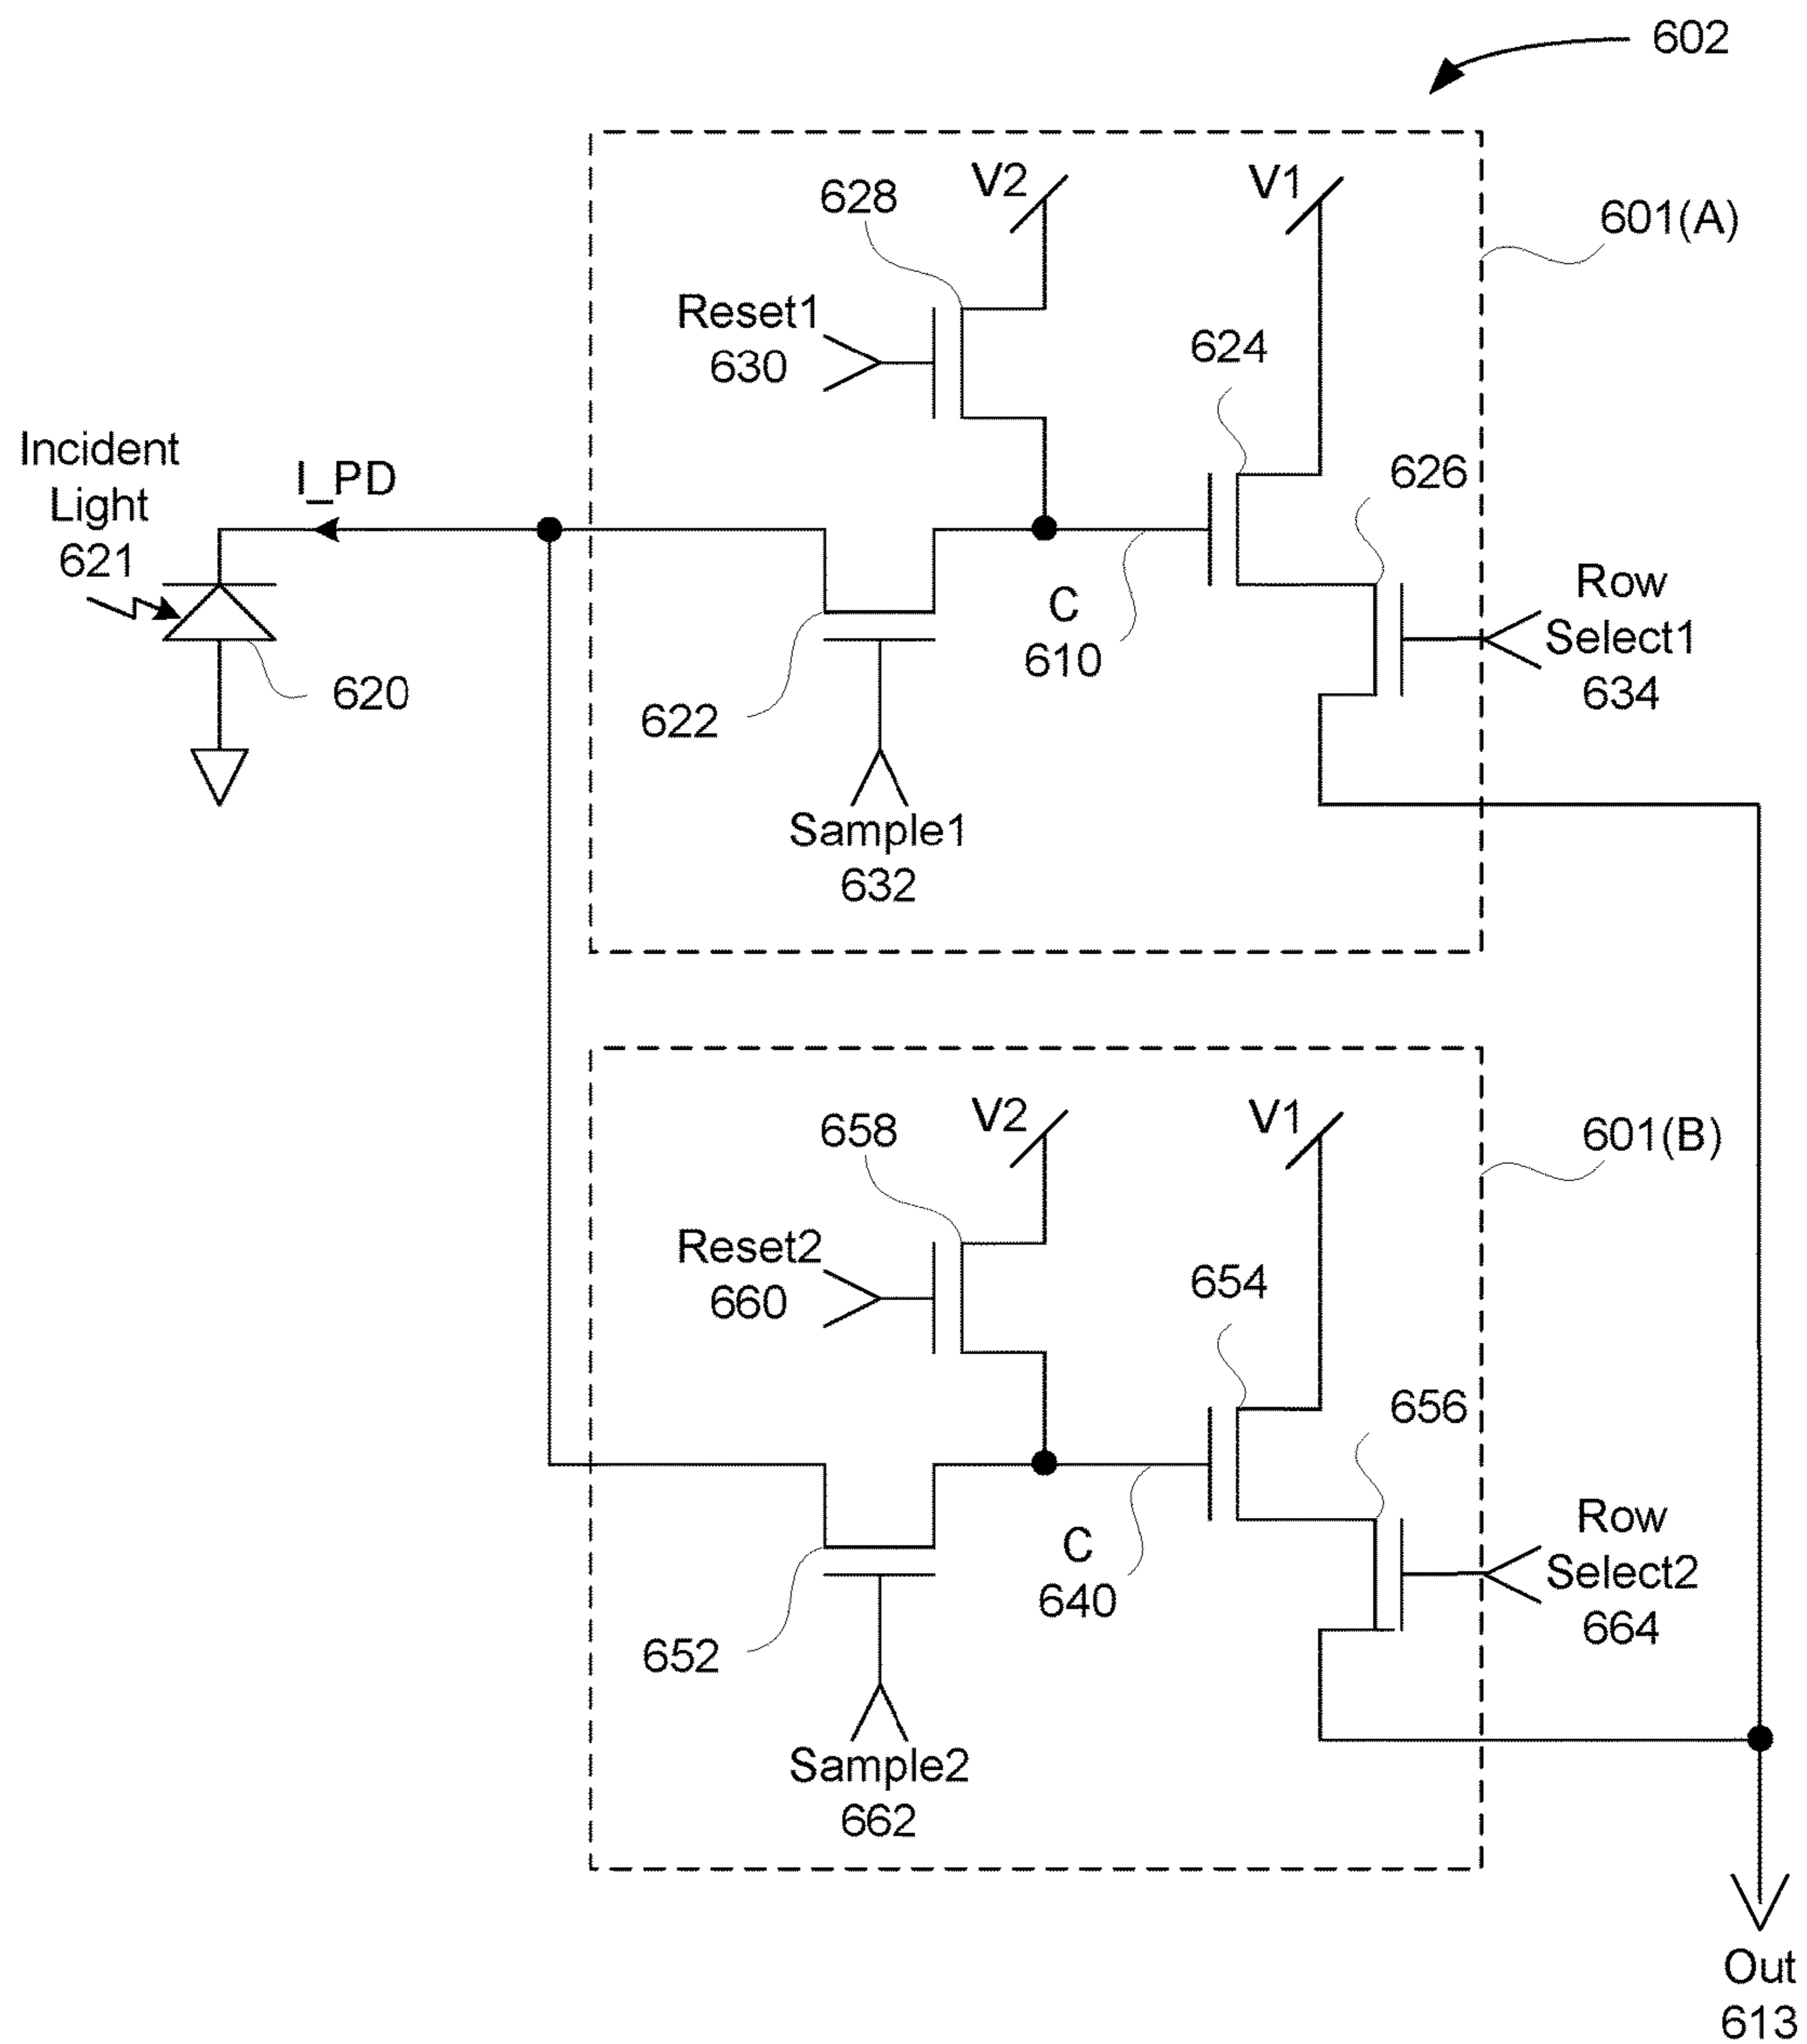 602
V2
V1
628
601(A)
Reset1
630
624
Incident
Light
621
I_PD
626
C
610
Row
Select1
634
620
622
Sample1
632
V2
V1
658
601(B)
Reset2
660
654
656
C
640
Row
Select2
664
652
Sample2
662
Out
613